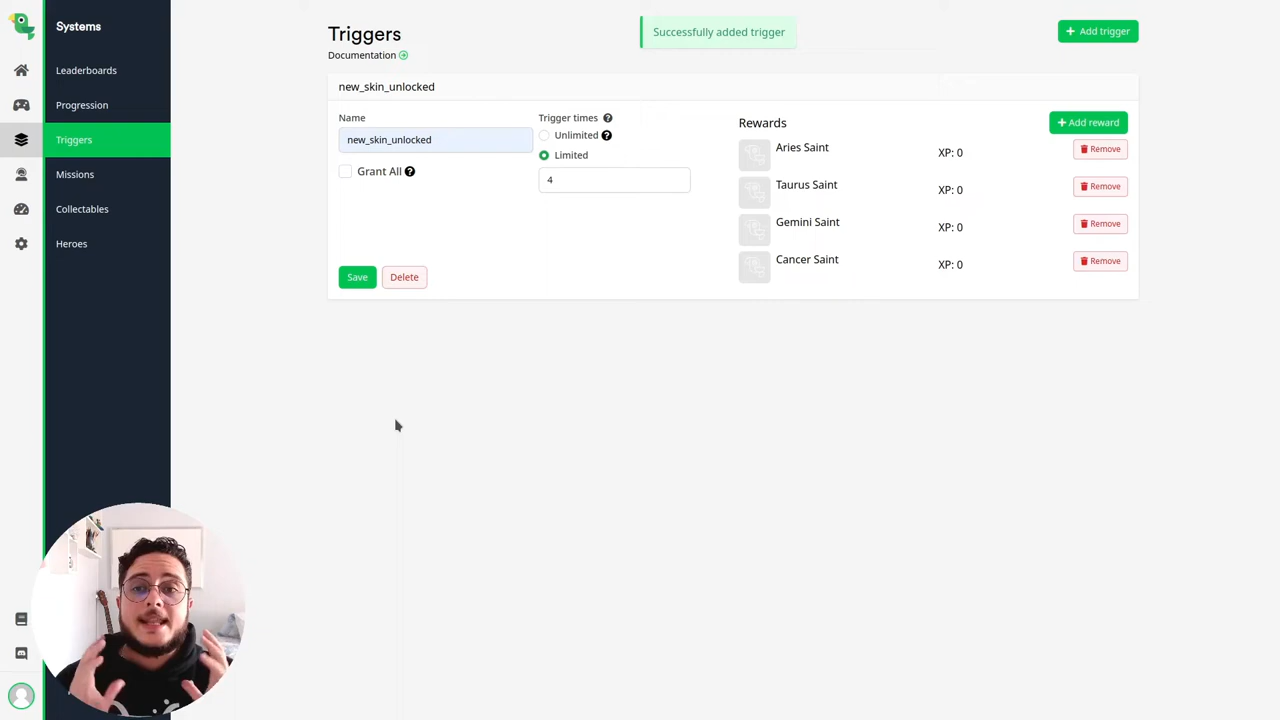 Systems
Leaderboards
Progression
Triggers
Missions
Collectables
Heroes
Triggers
Documentation
Successfully added trigger
+ Add trigger
new_skin_unlocked
Name
new_skin_unlocked
Grant All ?
Trigger times ?
Unlimited ?
Limited
4
Save
Delete
Rewards
+ Add reward
Aries Saint
XP: 0
Remove
Taurus Saint
XP: 0
Remove
Gemini Saint
XP: 0
Remove
Cancer Saint
XP: 0
Remove